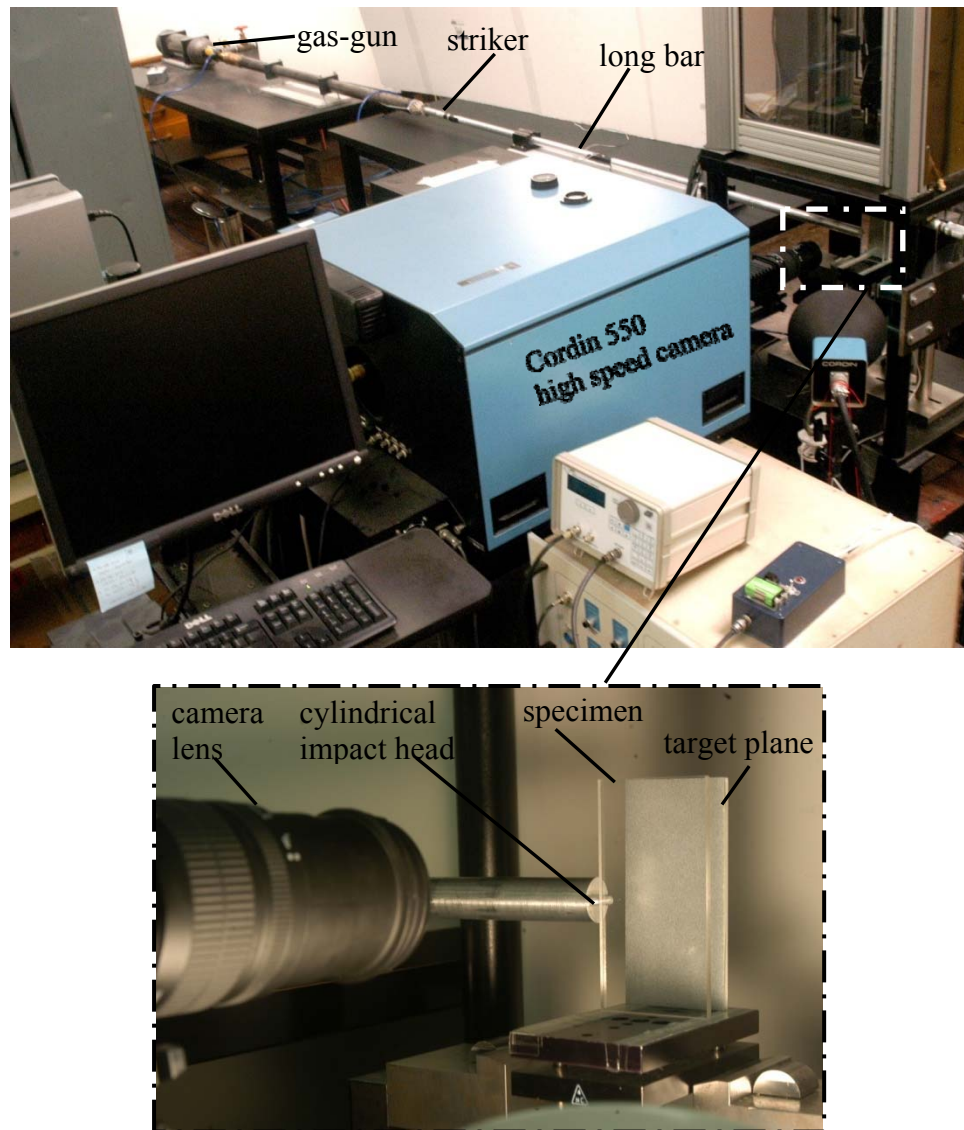 gas-gun
striker
long bar
Cordin 550
high speed camera
CORDIN
DELL
DELL
camera
lens
cylindrical
impact head
specimen
target plane